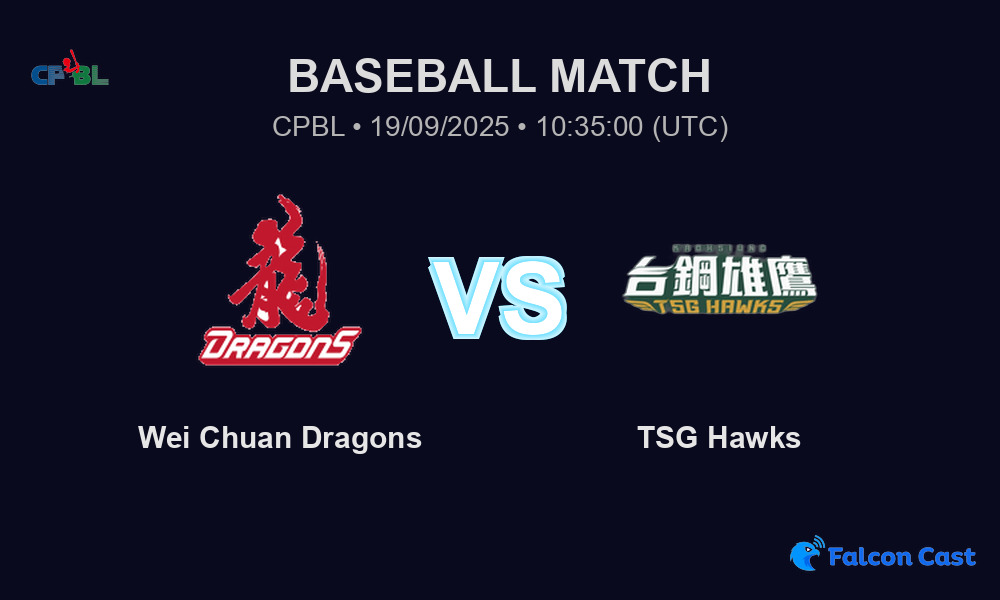 CPBL
BASEBALL MATCH
CPBL • 19/09/2025 • 10:35:00 (UTC)
龍
DRAGONS
VS
KAOHSIUNG
台鋼雄鷹
TSG HAWKS
Wei Chuan Dragons
TSG Hawks
Falcon Cast